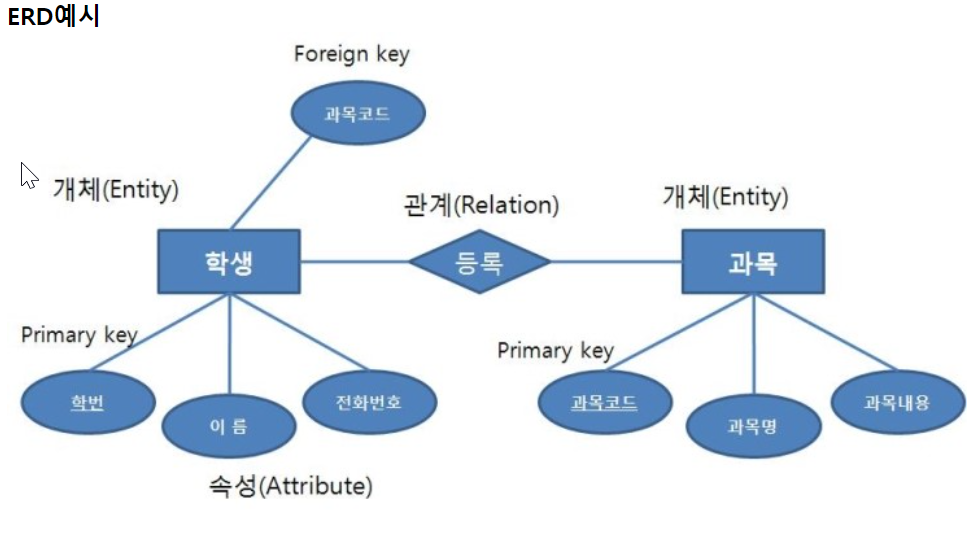 ERD예시
Foreign key
과목코드
개체(Entity)
관계(Relation)
개체(Entity)
학생
등록
과목
Primary key
Primary key
학번
이 름
전화번호
과목코드
과목명
과목내용
속성(Attribute)